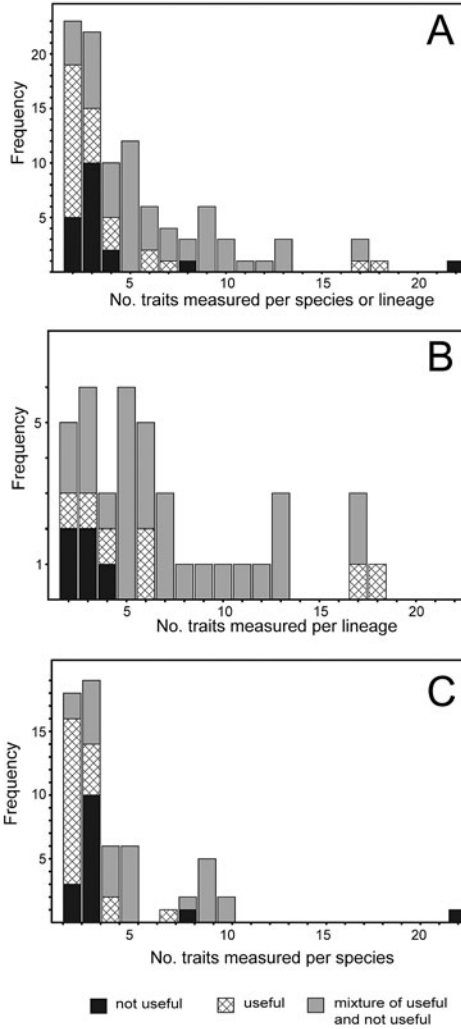 A
Frequency
20
15
10
5
5
10
15
20
No. traits measured per species or lineage
B
Frequency
5
1
5
10
15
20
No. traits measured per lineage
C
Frequency
15
10
5
5
10
15
20
No. traits measured per species
not useful
useful
mixture of useful
and not useful